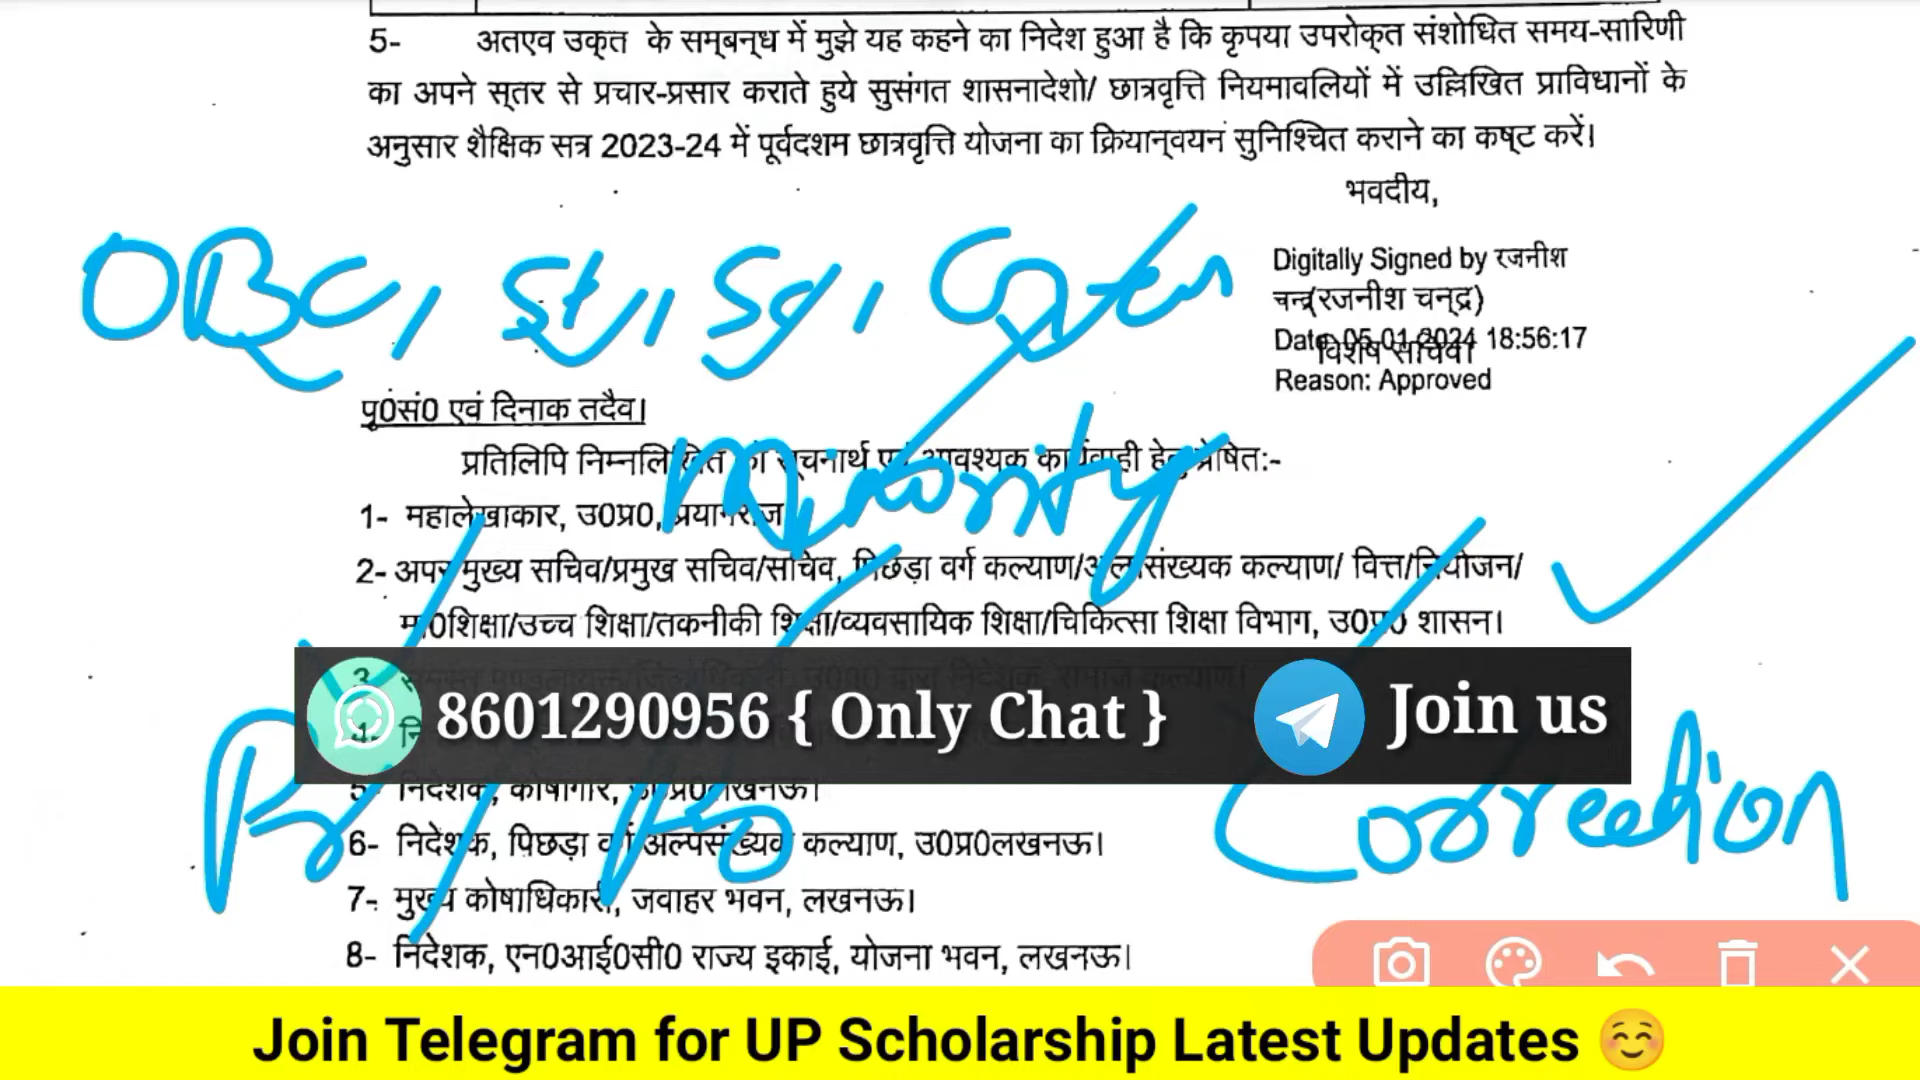 5- अतएव उक्त के सम्बन्ध में मुझे यह कहने का निदेश हुआ है कि कृपया उपरोक्त संशोधित समय-सारिणी
का अपने स्तर से प्रचार-प्रसार कराते हुये सुसंगत शासनादेशो/ छात्रवृत्ति नियमावलियों में उल्लिखित प्राविधानों के
अनुसार शैक्षिक सत्र 2023-24 में पूर्वदशम छात्रवृत्ति योजना का क्रियान्वयन सुनिश्चित कराने का कष्ट करें।
भवदीय,
Digitally Signed by रजनीश
चन्द्र(रजनीश चन्द्र)
Date 05-01-2024 18:56:17
विशेष सचिव।
Reason: Approved
OBC, St, Sc,
पृ0सं0 एवं दिनाक तदैव।
प्रतिलिपि निम्नलिखित को सूचनार्थ एवं आवश्यक कार्यवाही हेतु प्रेषित:-
Minority
1- महालेखाकार, उ0प्र0, प्रयागराज
2- अपर मुख्य सचिव/प्रमुख सचिव/सचिव, पिछड़ा वर्ग कल्याण/अल्पसंख्यक कल्याण/ वित्त/नियोजन/
मा0शिक्षा/उच्च शिक्षा/तकनीकी शिक्षा/व्यवसायिक शिक्षा/चिकित्सा शिक्षा विभाग, उ0प्र0 शासन।
8601290956 { Only Chat } Join us
5- निदेशक, कोषागार, उ0प्र0लखनऊ।
Correction
6- निदेशक, पिछड़ा वर्ग अल्पसंख्यक कल्याण, उ0प्र0लखनऊ।
7- मुख्य कोषाधिकारी, जवाहर भवन, लखनऊ।
8- निदेशक, एन0आई0सी0 राज्य इकाई, योजना भवन, लखनऊ।
Join Telegram for UP Scholarship Latest Updates